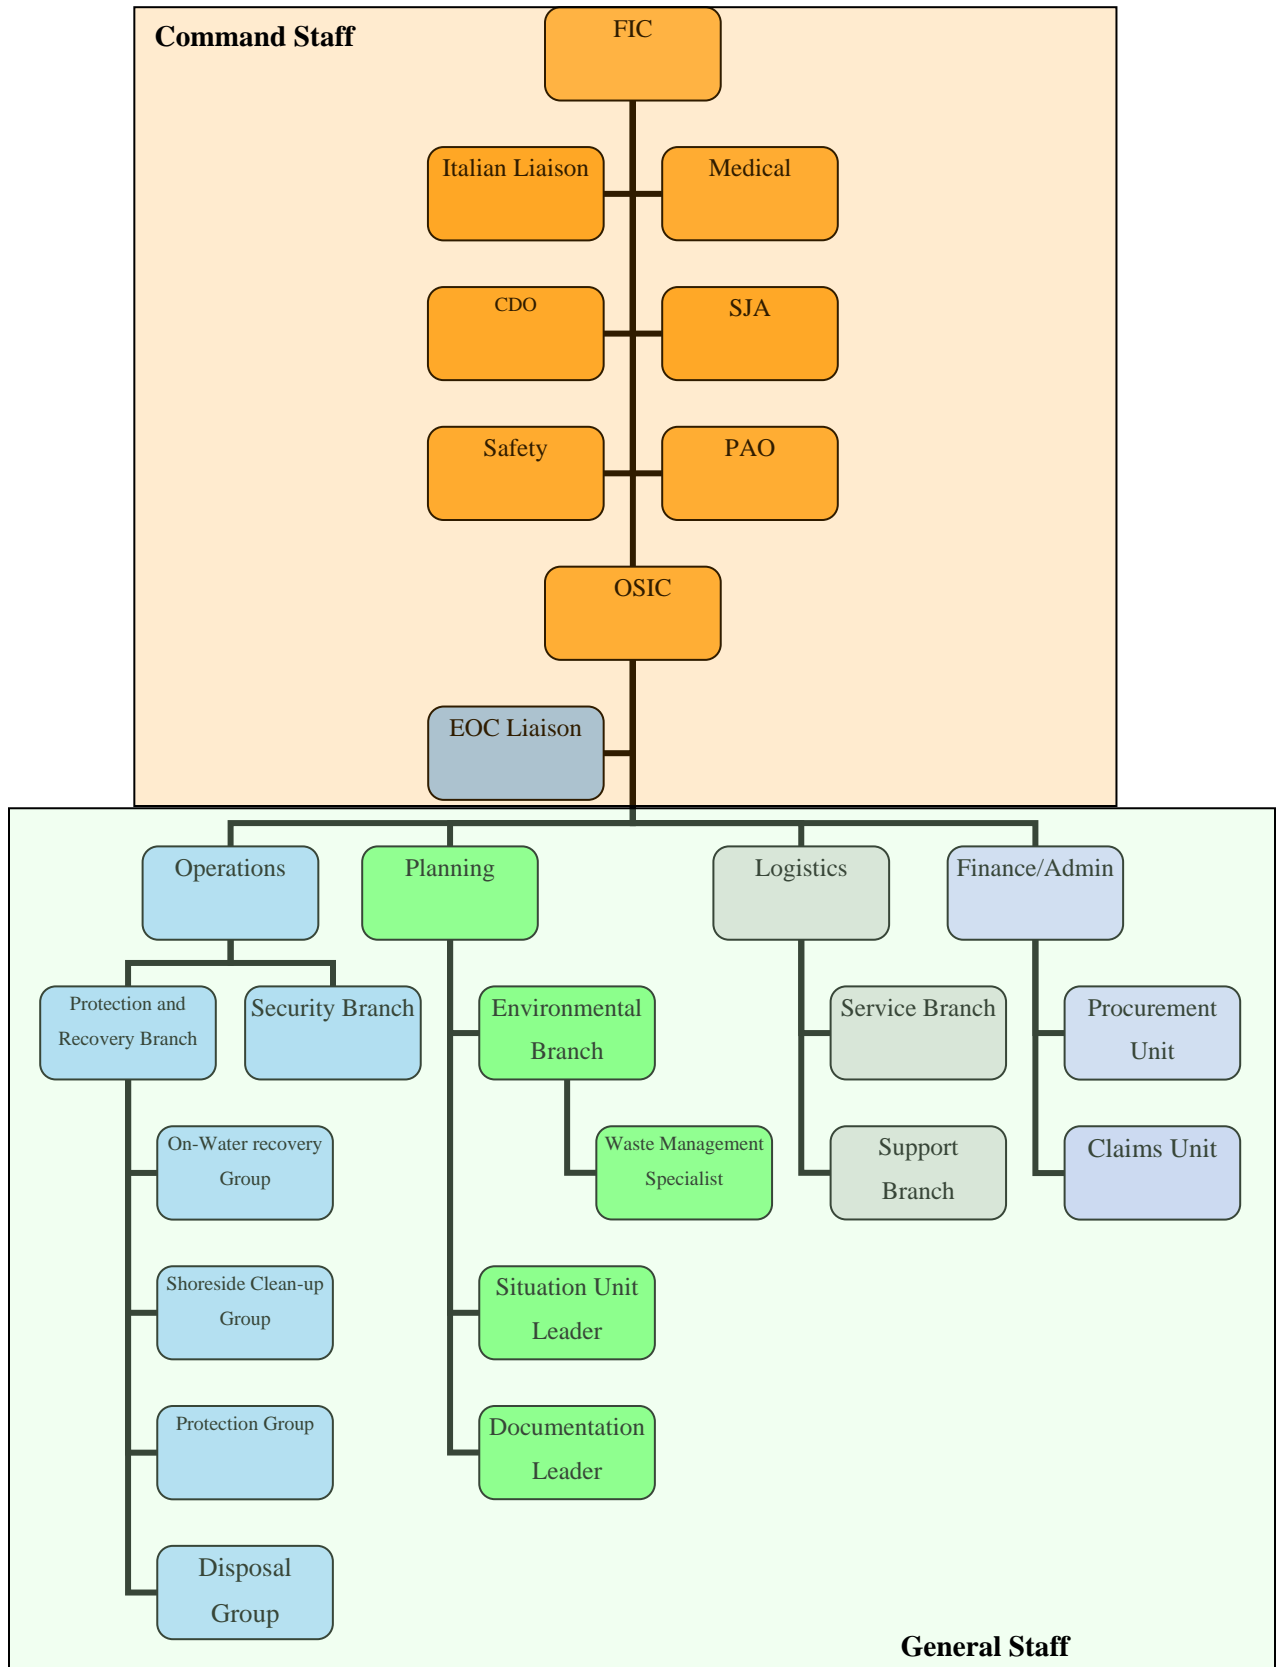 Command Staff
FIC
Italian Liaison
Medical
CDO
SJA
Safety
PAO
OSIC
EOC Liaison
Operations
Planning
Logistics
Finance/Admin
Protection and
Recovery Branch
Security Branch
Environmental
Branch
Service Branch
Procurement
Unit
On-Water recovery
Group
Waste Management
Specialist
Support
Branch
Claims Unit
Shoreside Clean-up
Group
Situation Unit
Leader
Protection Group
Documentation
Leader
Disposal
Group
General Staff